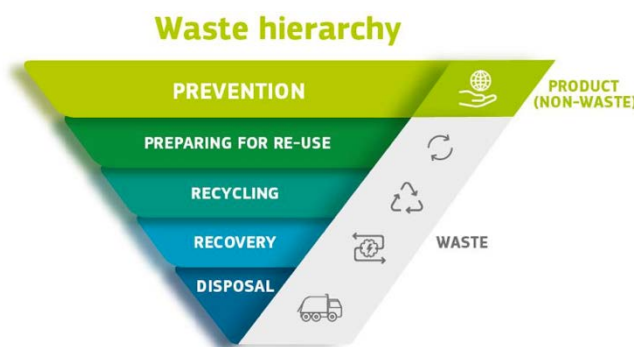 Waste hierarchy
PREVENTION
PRODUCT
(NON-WASTE)
PREPARING FOR RE-USE
RECYCLING
RECOVERY
WASTE
DISPOSAL